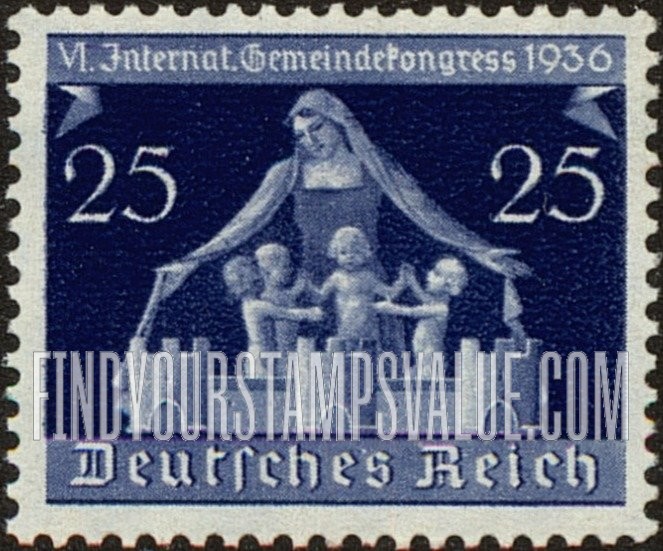 VI. Internat. Gemeindekongress 1936
25 25
FINDYOURSTAMPSVALUE.COM
Deutsches Reich